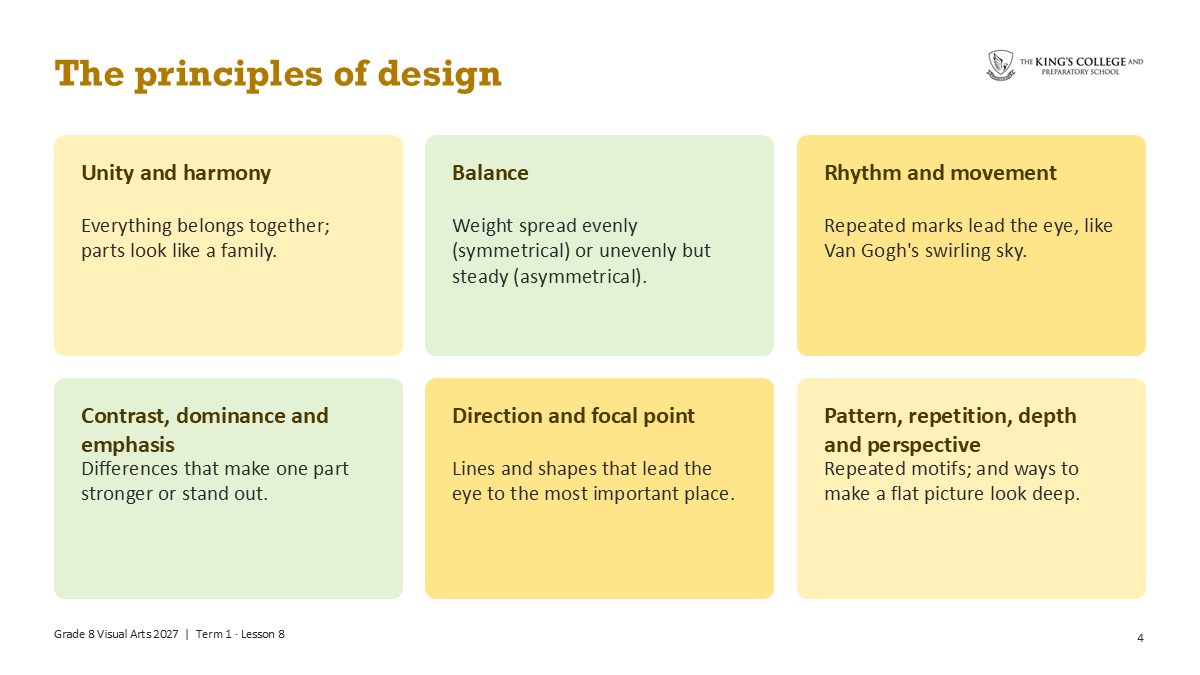 The principles of design
THE KING'S COLLEGE AND
PREPARATORY SCHOOL
Unity and harmony
Everything belongs together;
parts look like a family.
Balance
Weight spread evenly
(symmetrical) or unevenly but
steady (asymmetrical).
Rhythm and movement
Repeated marks lead the eye, like
Van Gogh's swirling sky.
Contrast, dominance and
emphasis
Differences that make one part
stronger or stand out.
Direction and focal point
Lines and shapes that lead the
eye to the most important place.
Pattern, repetition, depth
and perspective
Repeated motifs; and ways to
make a flat picture look deep.
Grade 8 Visual Arts 2027 | Term 1 · Lesson 8
4